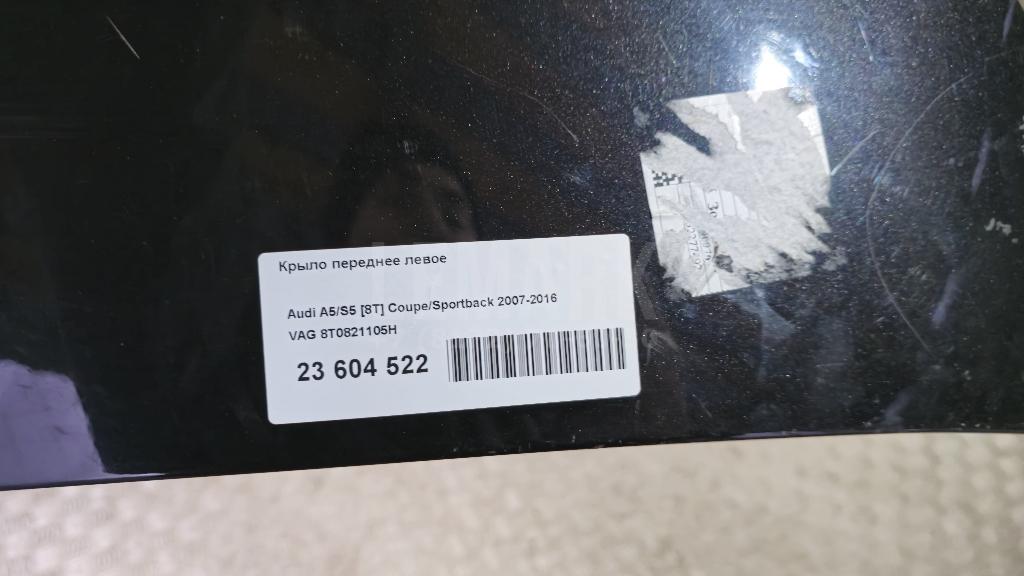 Крыло переднее левое
Audi A5/S5 [8T] Coupe/Sportback 2007-2016
VAG 8T0821105H
23 604 522